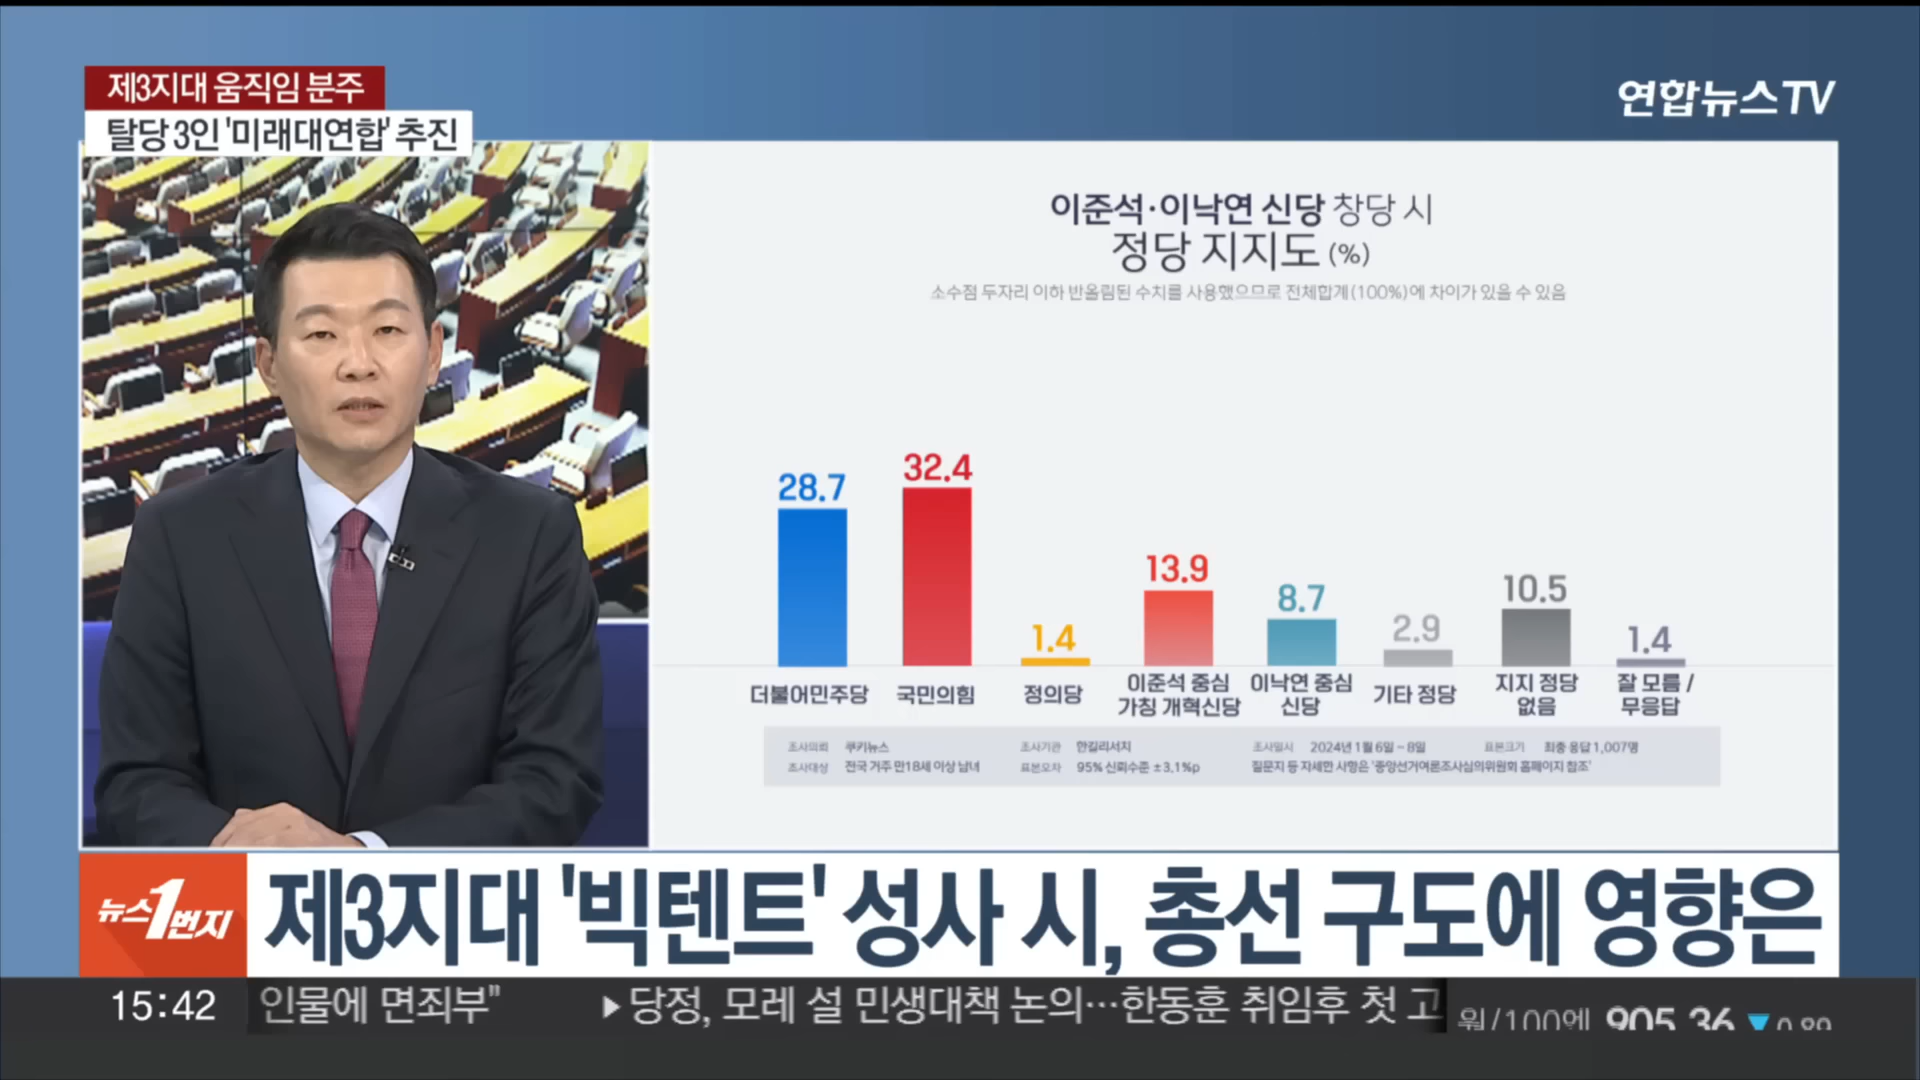 제3지대 움직임 분주
탈당 3인 '미래대연합' 추진
연합뉴스TV
이준석·이낙연 신당 창당 시
정당 지지도 (%)
소수점 두자리 이하 반올림된 수치를 사용했으므로 전체합계(100%)에 차이가 있을 수 있음
28.7
32.4
1.4
13.9
8.7
2.9
10.5
1.4
더불어민주당
국민의힘
정의당
이준석 중심
가칭 개혁신당
이낙연 중심
신당
기타 정당
지지 정당
없음
잘 모름 /
무응답
조사의뢰 쿠키뉴스 조사기관 한길리서치 조사일시 2024년 1월 6일 ~ 8일 표본크기 최종 응답 1,007명
조사대상 전국 거주 만18세 이상 남녀 표본오차 95% 신뢰수준 ±3.1%p 질문지 등 자세한 사항은 '중앙선거여론조사심의위원회 홈페이지 참조'
뉴스1번지
제3지대 '빅텐트' 성사 시, 총선 구도에 영향은
15:42 인물에 면죄부" ▶당정, 모레 설 민생대책 논의…한동훈 취임후 첫 고 원/100엔 905.36 ▼0.89